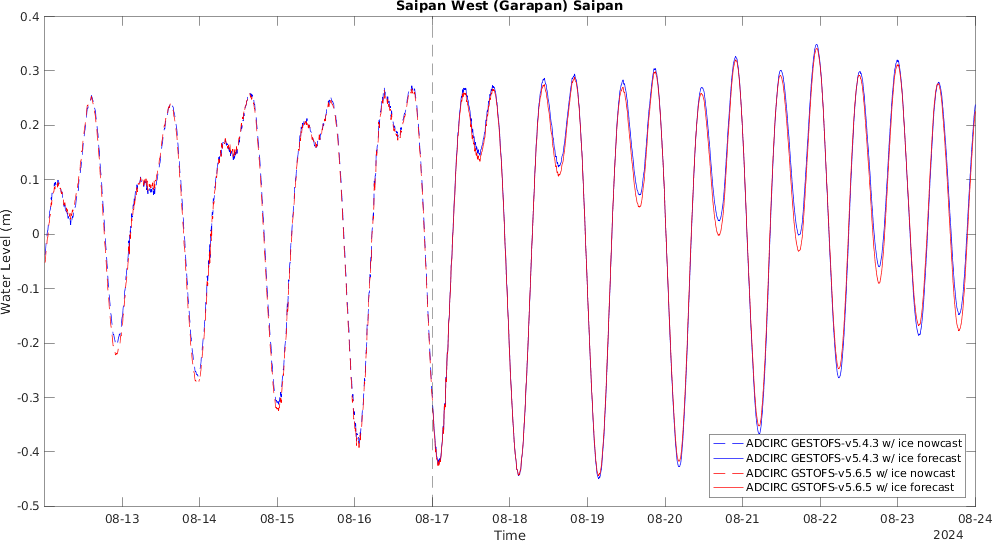 Saipan West (Garapan) Saipan
0.4
0.3
0.2
0.1
0
-0.1
-0.2
-0.3
-0.4
-0.5
Water Level (m)
08-13 08-14 08-15 08-16 08-17 08-18 08-19 08-20 08-21 08-22 08-23 08-24
Time
2024
ADCIRC GESTOFS-v5.4.3 w/ ice nowcast
ADCIRC GESTOFS-v5.4.3 w/ ice forecast
ADCIRC GSTOFS-v5.6.5 w/ ice nowcast
ADCIRC GSTOFS-v5.6.5 w/ ice forecast